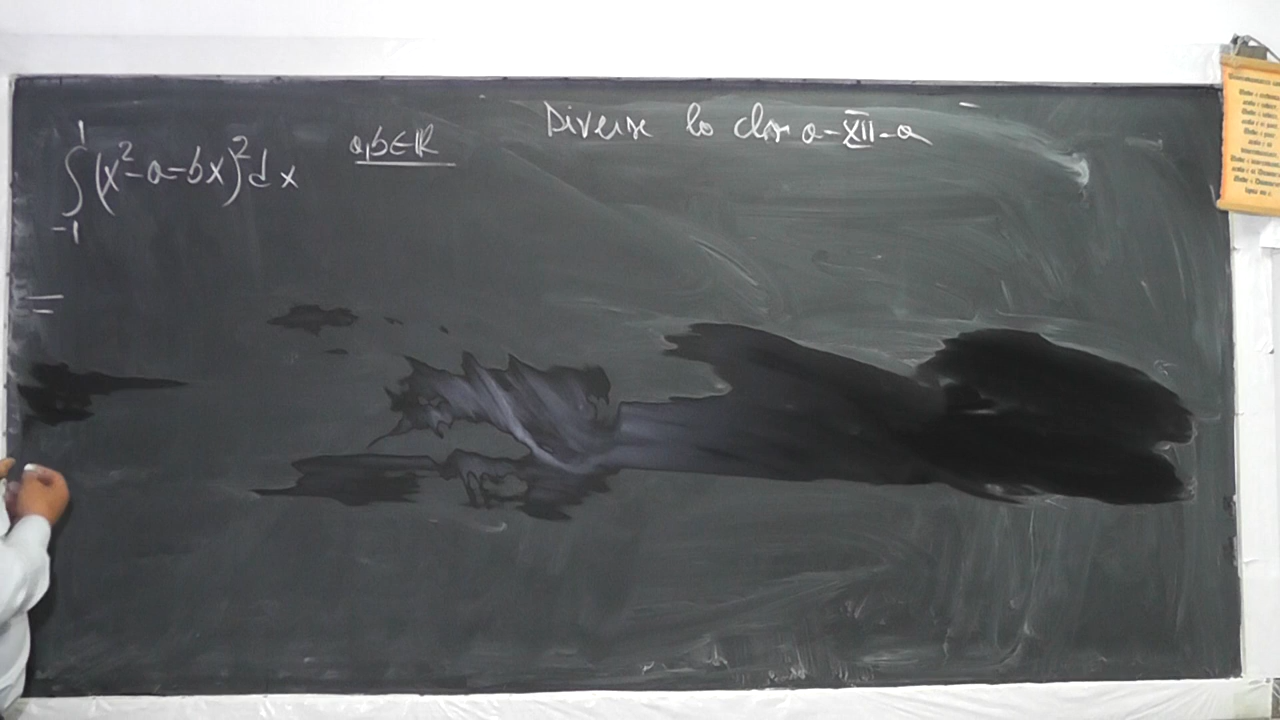 Diverse la clasa a-XII-a
∫₋₁¹ (x²-a-bx)² dx a,b∈ℝ
=